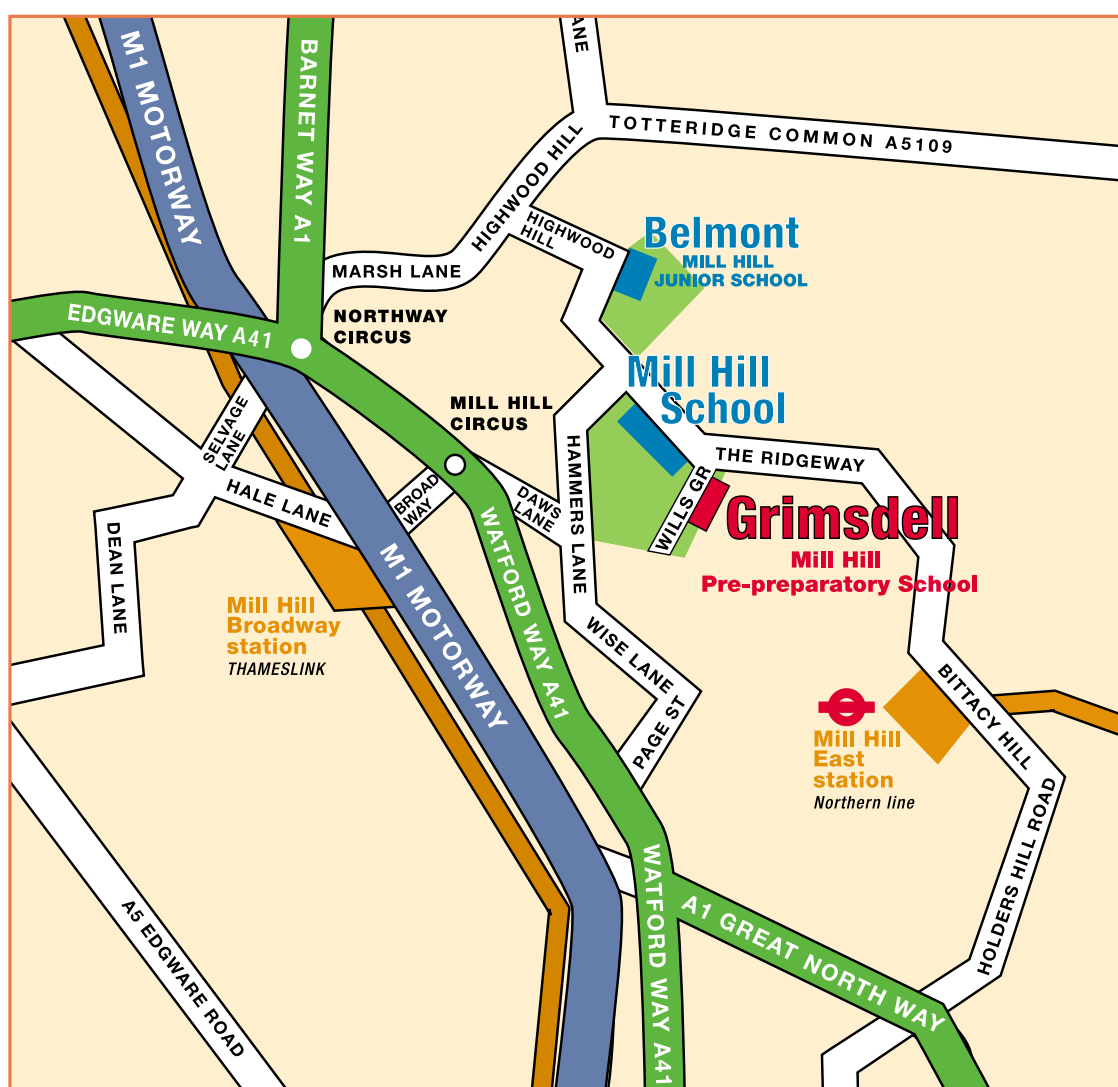 M1 MOTORWAY
BARNET WAY A1
ANE
TOTTERIDGE COMMON A5109
HIGHWOOD HILL
HIGHWOOD
HILL
Belmont
MILL HILL
JUNIOR SCHOOL
MARSH LANE
EDGWARE WAY A41
NORTHWAY
CIRCUS
Mill Hill
School
MILL HILL
CIRCUS
SELVAGE
LANE
HALE LANE
BROAD
WAY
DAWS
LANE
HAMMERS LANE
THE RIDGEWAY
WILLS GR
Grimsdell
Mill Hill
Pre-preparatory School
DEAN LANE
Mill Hill
Broadway
station
THAMESLINK
M1 MOTORWAY
WATFORD WAY A41
WISE LANE
PAGE ST
BITTACY HILL
Mill Hill
East
station
Northern line
HOLDERS HILL ROAD
A5 EDGWARE ROAD
WATFORD WAY A41
A1 GREAT NORTH WAY